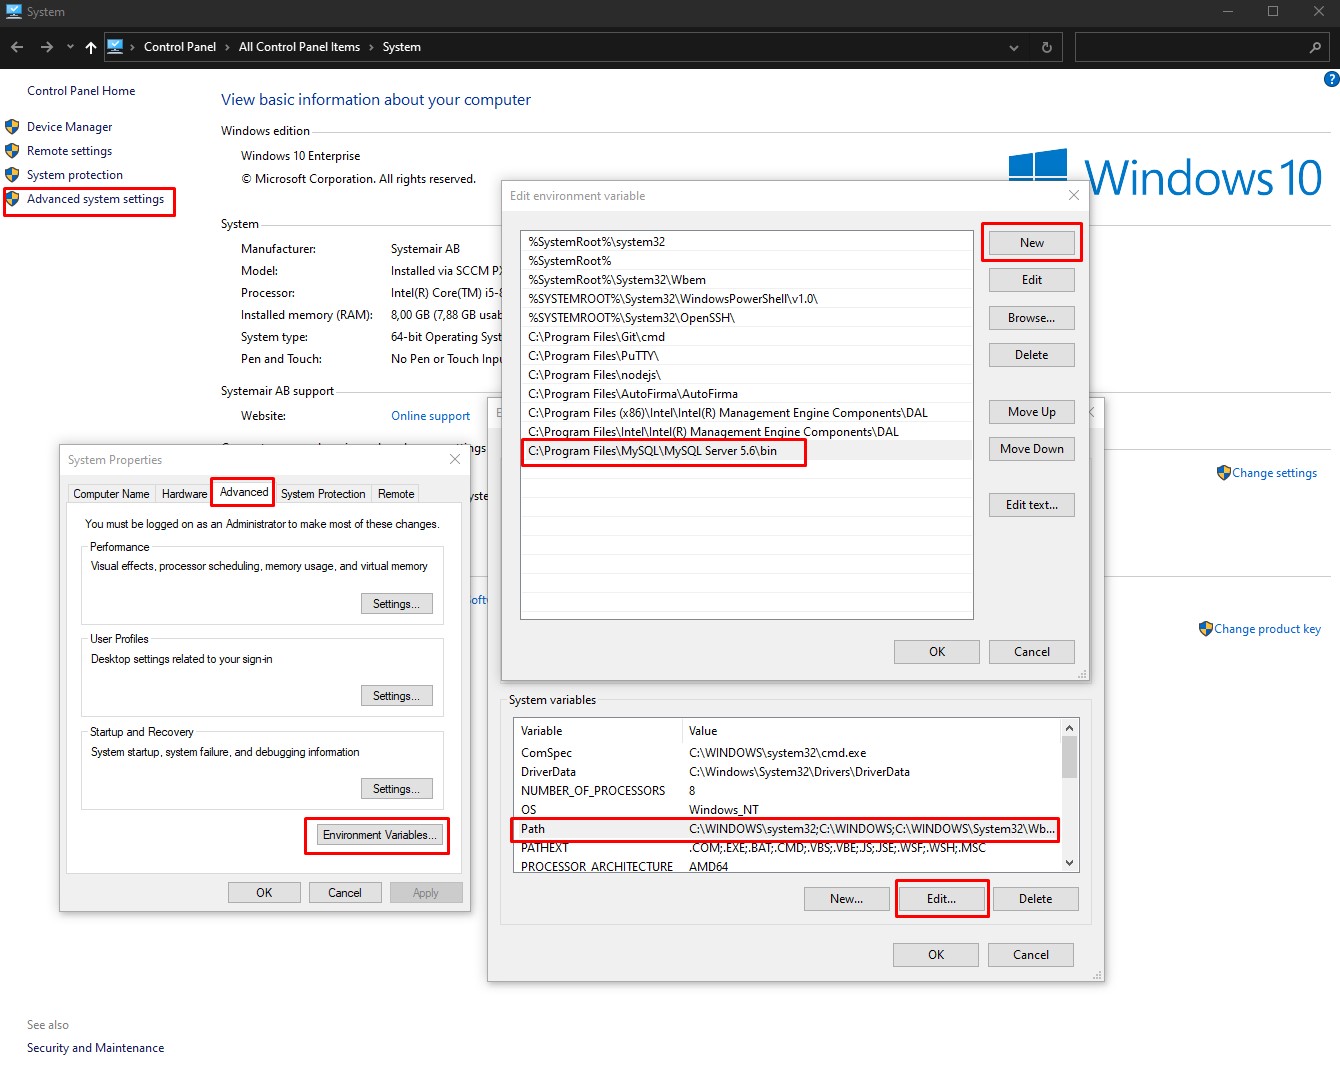 System
Control Panel > All Control Panel Items > System
Control Panel Home
Device Manager
Remote settings
System protection
Advanced system settings
View basic information about your computer
Windows edition
Windows 10 Enterprise
© Microsoft Corporation. All rights reserved.
Windows 10
System
Manufacturer: Systemair AB
Model: Installed via SCCM PX
Processor: Intel(R) Core(TM) i5-8
Installed memory (RAM): 8,00 GB (7,88 GB usab
System type: 64-bit Operating Syst
Pen and Touch: No Pen or Touch Inpu
Systemair AB support
Website: Online support
Change settings
Change product key
Edit environment variable
%SystemRoot%\system32
%SystemRoot%
%SystemRoot%\System32\Wbem
%SYSTEMROOT%\System32\WindowsPowerShell\v1.0\
%SYSTEMROOT%\System32\OpenSSH\
C:\Program Files\Git\cmd
C:\Program Files\PuTTY\
C:\Program Files\nodejs\
C:\Program Files\AutoFirma\AutoFirma
C:\Program Files (x86)\Intel\Intel(R) Management Engine Components\DAL
C:\Program Files\Intel\Intel(R) Management Engine Components\DAL
C:\Program Files\MySQL\MySQL Server 5.6\bin
New
Edit
Browse...
Delete
Move Up
Move Down
Edit text...
OK Cancel
System Properties
Computer Name Hardware Advanced System Protection Remote
You must be logged on as an Administrator to make most of these changes.
Performance
Visual effects, processor scheduling, memory usage, and virtual memory
Settings...
User Profiles
Desktop settings related to your sign-in
Settings...
Startup and Recovery
System startup, system failure, and debugging information
Settings...
Environment Variables...
OK Cancel Apply
System variables
Variable Value
ComSpec C:\WINDOWS\system32\cmd.exe
DriverData C:\Windows\System32\Drivers\DriverData
NUMBER_OF_PROCESSORS 8
OS Windows_NT
Path C:\WINDOWS\system32;C:\WINDOWS;C:\WINDOWS\System32\Wb...
PATHEXT .COM;.EXE;.BAT;.CMD;.VBS;.VBE;.JS;.JSE;.WSF;.WSH;.MSC
PROCESSOR_ARCHITECTURE AMD64
New... Edit... Delete
OK Cancel
See also
Security and Maintenance